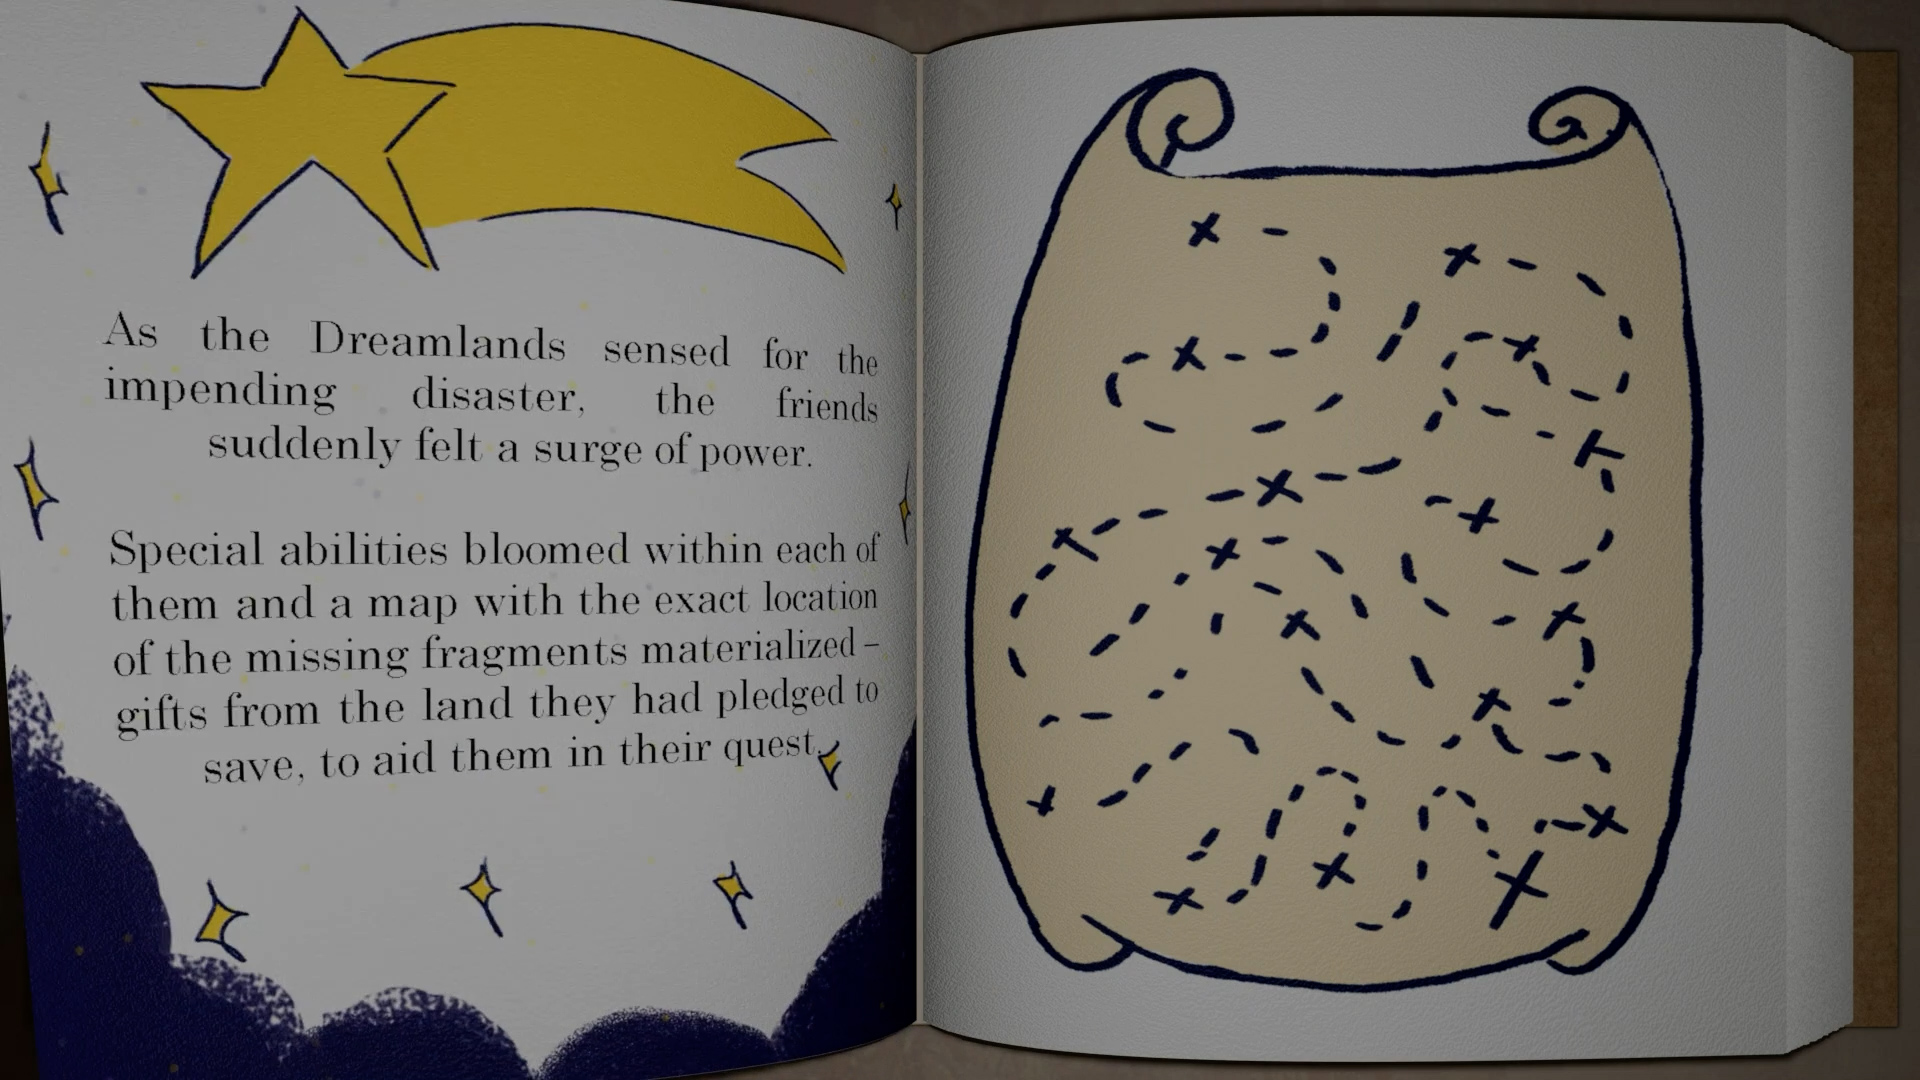 As the Dreamlands sensed for the
impending disaster, the friends
suddenly felt a surge of power.
Special abilities bloomed within each of
them and a map with the exact location
of the missing fragments materialized –
gifts from the land they had pledged to
save, to aid them in their quest.